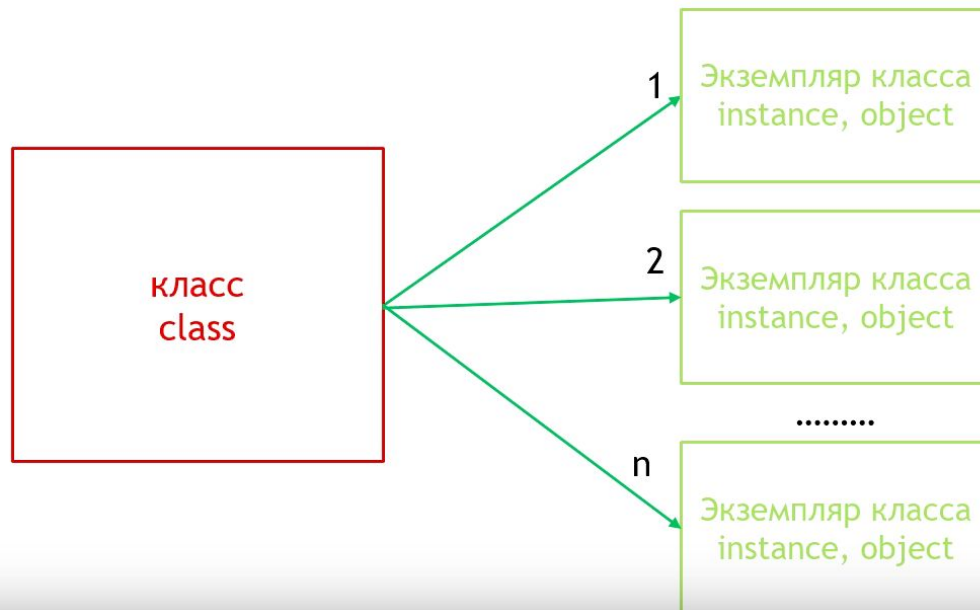 класс
class
1
Экземпляр класса
instance, object
2
Экземпляр класса
instance, object
.........
n
Экземпляр класса
instance, object